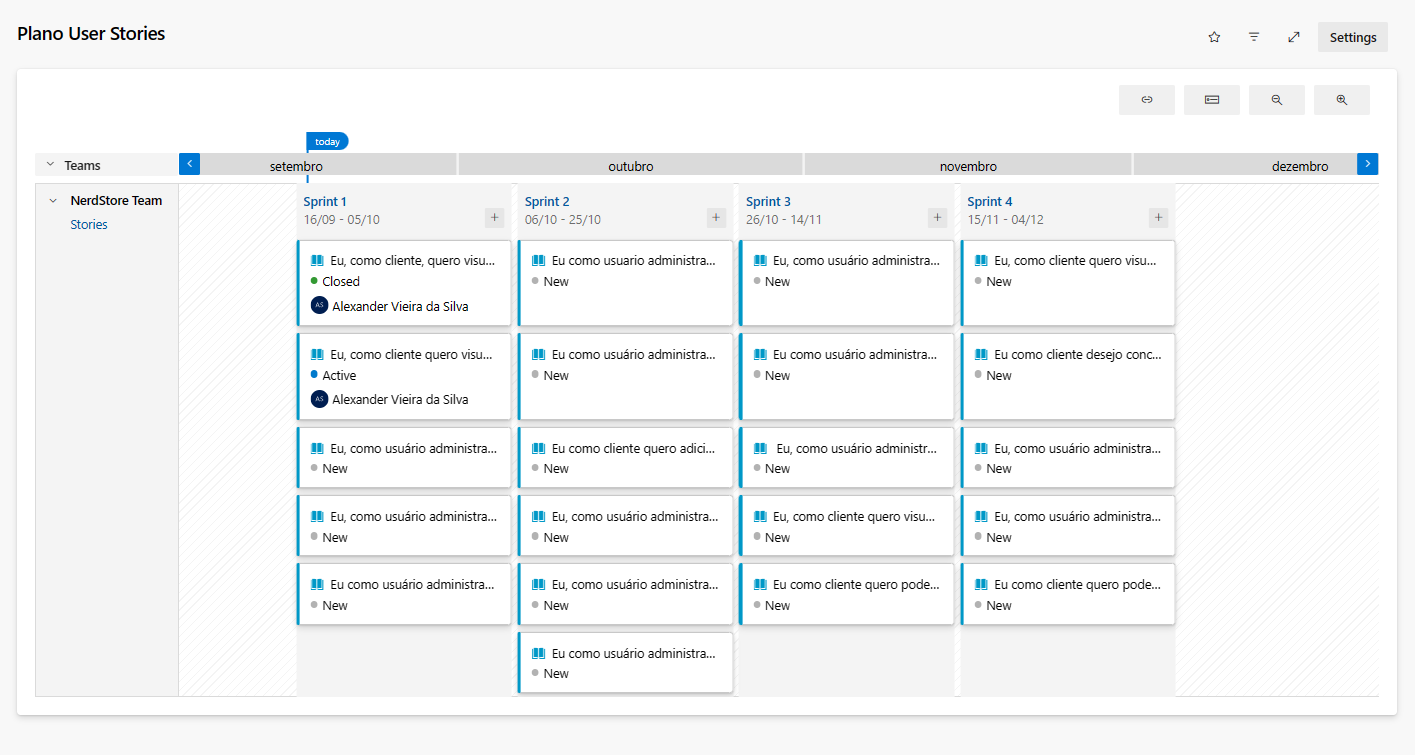 Plano User Stories
Settings
today
Teams
setembro
outubro
novembro
dezembro
NerdStore Team
Stories
Sprint 1
16/09 - 05/10
+
Eu, como cliente, quero visu...
Closed
AS Alexander Vieira da Silva
Eu, como cliente quero visu...
Active
AS Alexander Vieira da Silva
Eu, como usuário administra...
New
Eu, como usuário administra...
New
Eu como usuário administra...
New
Sprint 2
06/10 - 25/10
+
Eu como usuario administra...
New
Eu como usuário administra...
New
Eu como cliente quero adici...
New
Eu, como usuário administra...
New
Eu, como usuário administra...
New
Eu como usuário administra...
New
Sprint 3
26/10 - 14/11
+
Eu, como usuário administra...
New
Eu como usuário administra...
New
Eu, como usuário administr...
New
Eu, como cliente quero visu...
New
Eu como cliente quero pode...
New
Sprint 4
15/11 - 04/12
+
Eu, como cliente quero visu...
New
Eu como cliente desejo conc...
New
Eu, como usuário administra...
New
Eu, como usuário administra...
New
Eu como cliente quero pode...
New